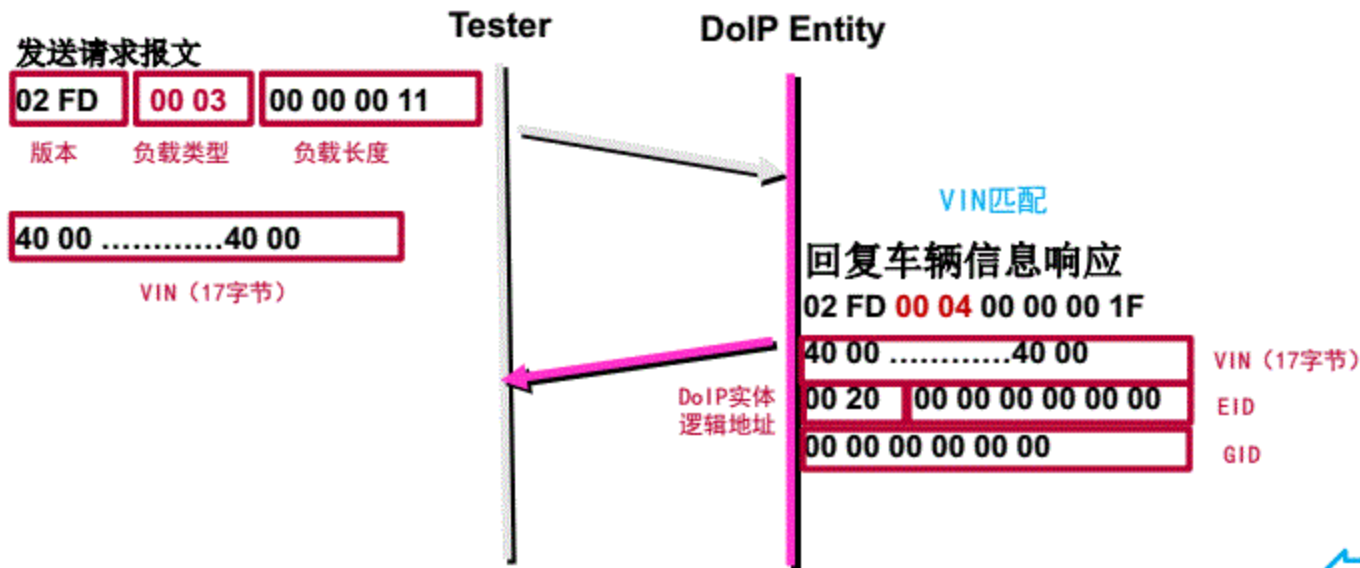 Tester
DoIP Entity
发送请求报文
02 FD 00 03 00 00 00 11
版本 负载类型 负载长度
40 00 ............40 00
VIN（17字节）
VIN匹配
回复车辆信息响应
02 FD 00 04 00 00 00 1F
40 00 ............40 00 VIN（17字节）
DoIP实体
逻辑地址
00 20 00 00 00 00 00 00 EID
00 00 00 00 00 00 GID